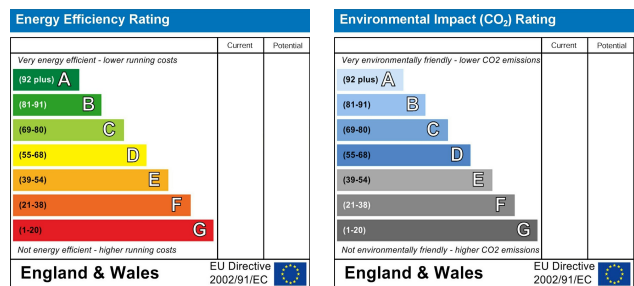 Energy Efficiency Rating
Current Potential
Very energy efficient - lower running costs
(92 plus) A
(81-91) B
(69-80) C
(55-68) D
(39-54) E
(21-38) F
(1-20) G
Not energy efficient - higher running costs
England & Wales
EU Directive
2002/91/EC
Environmental Impact (CO₂) Rating
Current Potential
Very environmentally friendly - lower CO2 emissions
(92 plus) A
(81-91) B
(69-80) C
(55-68) D
(39-54) E
(21-38) F
(1-20) G
Not environmentally friendly - higher CO2 emissions
England & Wales
EU Directive
2002/91/EC